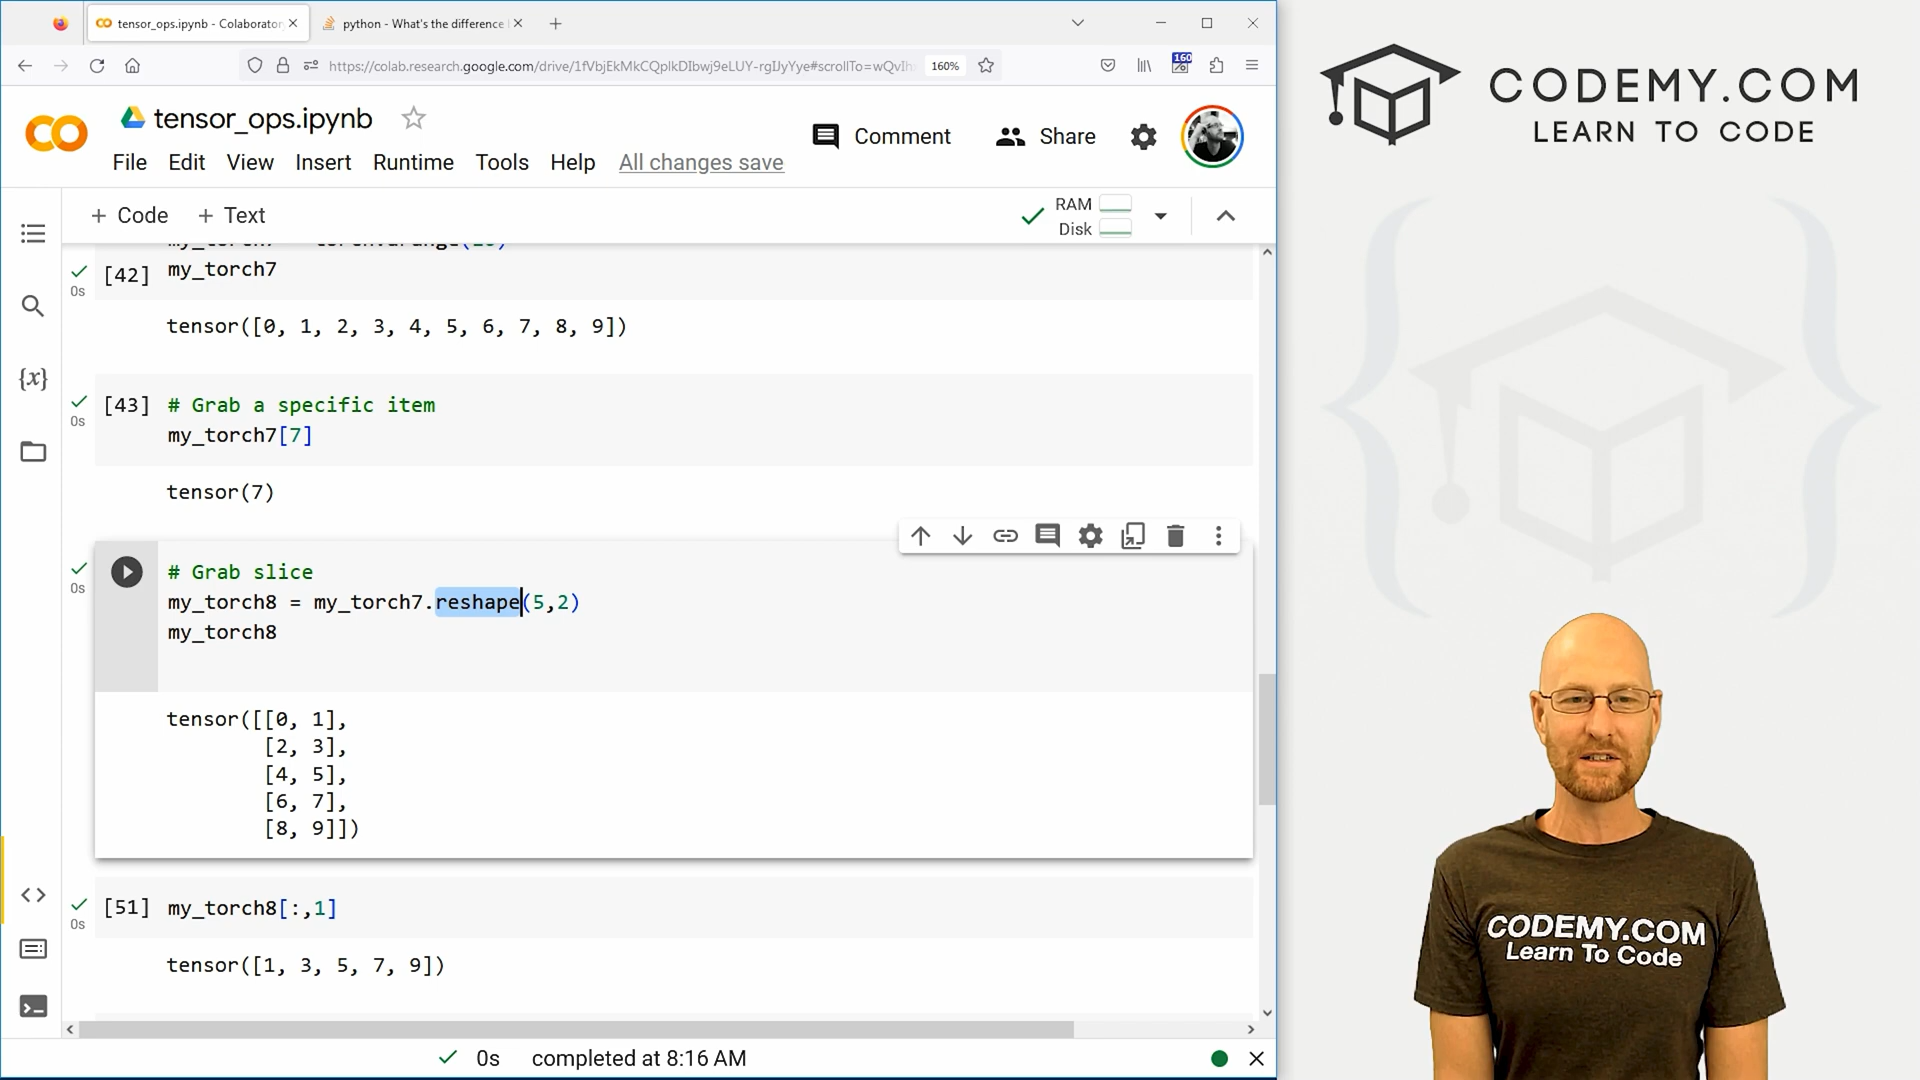 tensor_ops.ipynb - Colaborator
python - What's the difference
https://colab.research.google.com/drive/1fVbjEkMkCQplkDIbwj9eLUY-rgIJyYye#scrollTo=wQvIh
160%
160
tensor_ops.ipynb
Comment
Share
File Edit View Insert Runtime Tools Help All changes save
+ Code + Text
RAM
Disk
[42] my_torch7
0s
tensor([0, 1, 2, 3, 4, 5, 6, 7, 8, 9])
[43] # Grab a specific item
0s
my_torch7[7]
tensor(7)
# Grab slice
0s
my_torch8 = my_torch7.reshape(5,2)
my_torch8
tensor([[0, 1],
[2, 3],
[4, 5],
[6, 7],
[8, 9]])
[51] my_torch8[:,1]
0s
tensor([1, 3, 5, 7, 9])
0s completed at 8:16 AM
CODEMY.COM
LEARN TO CODE
CODEMY.COM
Learn To Code